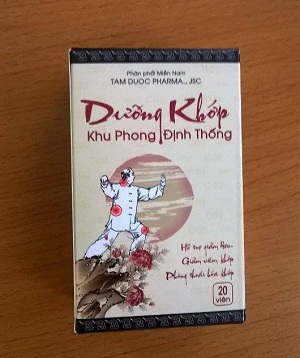 Phân phối Miền Nam
TAM DUOC PHARMA., JSC
Dưỡng Khớp
Khu Phong Định Thống
Hỗ trợ giảm đau
Giảm viêm khớp
Phòng thoái hóa khớp
20
viên